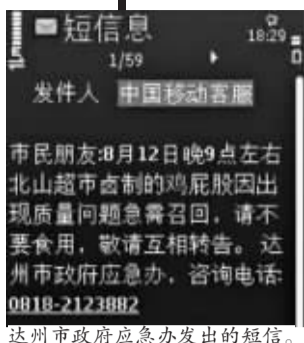 短信息
18:29
1/59
发件人 中国移动客服
市民朋友:8月12日晚9点左右
北山超市卤制的鸡屁股因出
现质量问题急需召回，请不
要食用，敬请互相转告。达
州市政府应急办，咨询电话:
0818-2123882
达州市政府应急办发出的短信。